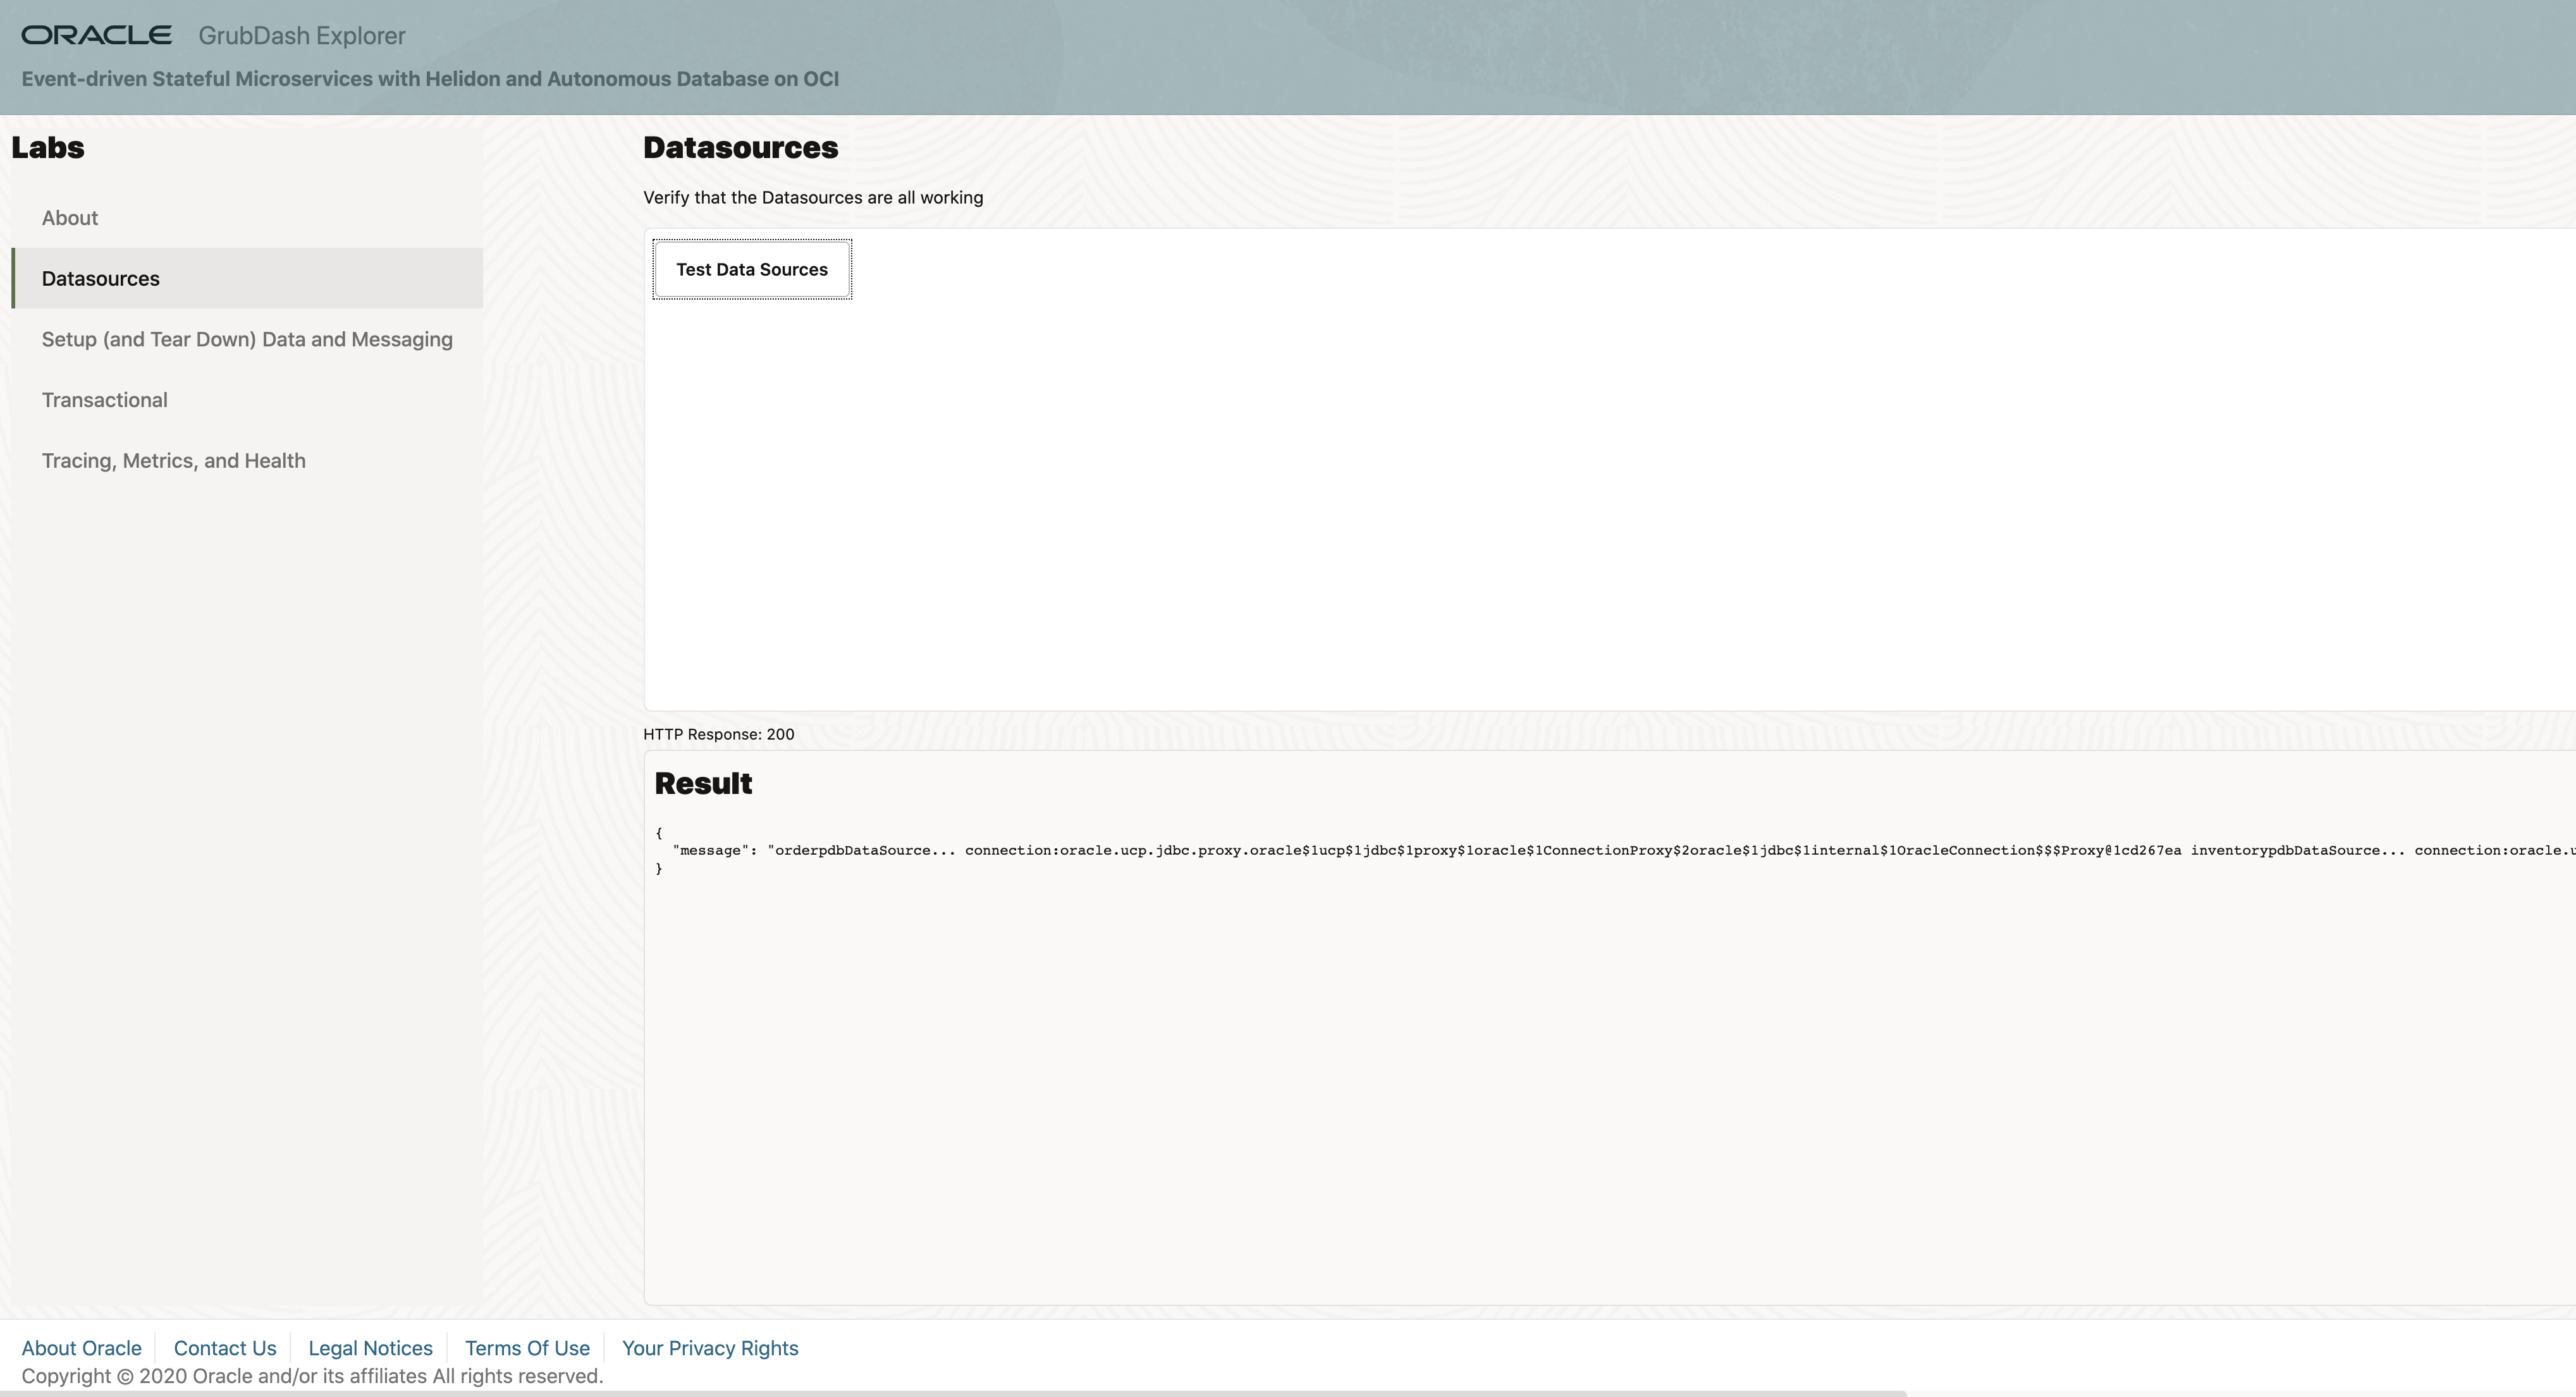 ORACLE GrubDash Explorer
Event-driven Stateful Microservices with Helidon and Autonomous Database on OCI
Labs
About
Datasources
Setup (and Tear Down) Data and Messaging
Transactional
Tracing, Metrics, and Health
Datasources
Verify that the Datasources are all working
Test Data Sources
HTTP Response: 200
Result
{
"message": "orderpdbDataSource... connection:oracle.ucp.jdbc.proxy.oracle$1ucp$1jdbc$1proxy$1oracle$1ConnectionProxy$2oracle$1jdbc$1internal$1OracleConnection$$$Proxy@1cd267ea inventorypdbDataSource... connection:oracle.u
}
About Oracle
Contact Us
Legal Notices
Terms Of Use
Your Privacy Rights
Copyright © 2020 Oracle and/or its affiliates All rights reserved.